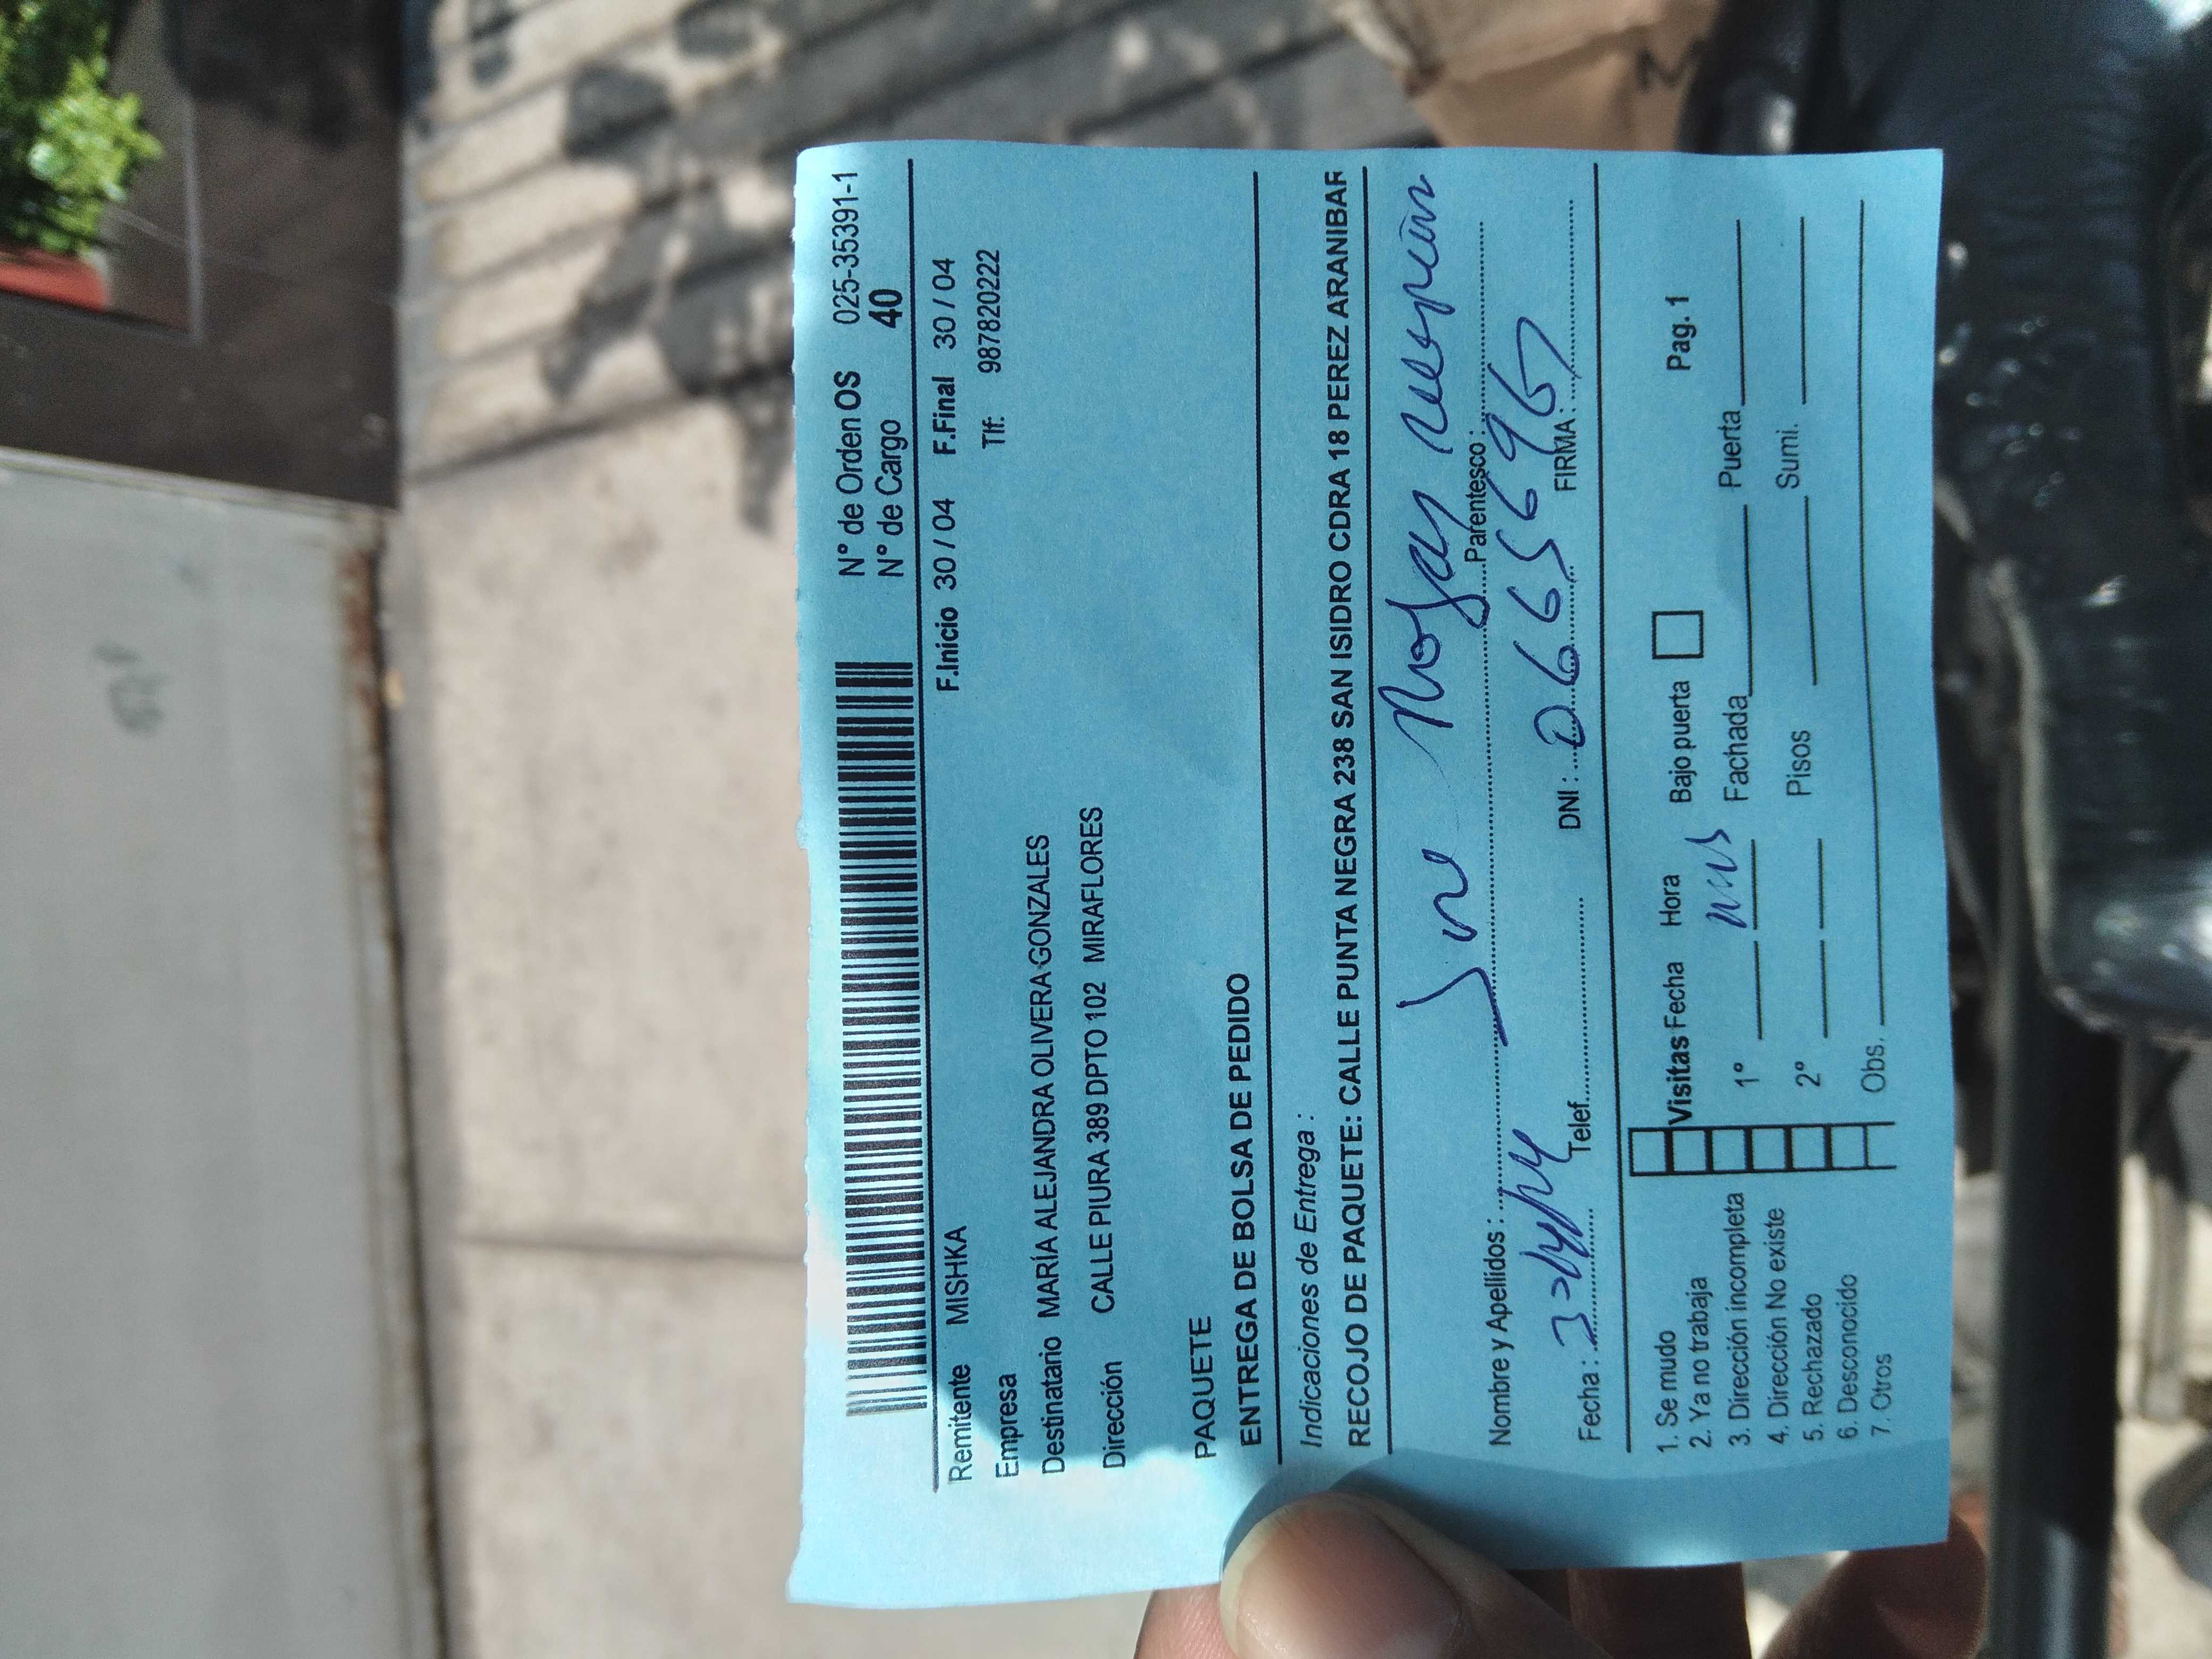 N° de Orden OS 025-35391-1
N° de Cargo 40
F.Inicio 30 / 04 F.Final 30 / 04
Remitente MISHKA
Tlf: 987820222
Empresa
Destinatario MARÍA ALEJANDRA OLIVERA GONZALES
Dirección CALLE PIURA 389 DPTO 102 MIRAFLORES
PAQUETE
ENTREGA DE BOLSA DE PEDIDO
Indicaciones de Entrega :
RECOJO DE PAQUETE: CALLE PUNTA NEGRA 238 SAN ISIDRO CDRA 18 PEREZ ARANIBAR
Nombre y Apellidos : Parentesco :
Fecha : Telef. DNI : FIRMA :
1. Se mudo
2. Ya no trabaja
3. Dirección incompleta
4. Dirección No existe
5. Rechazado
6. Desconocido
7. Otros
Visitas Fecha Hora Bajo puerta Pag. 1
1° Fachada Puerta
2° Pisos Sumi.
Obs.